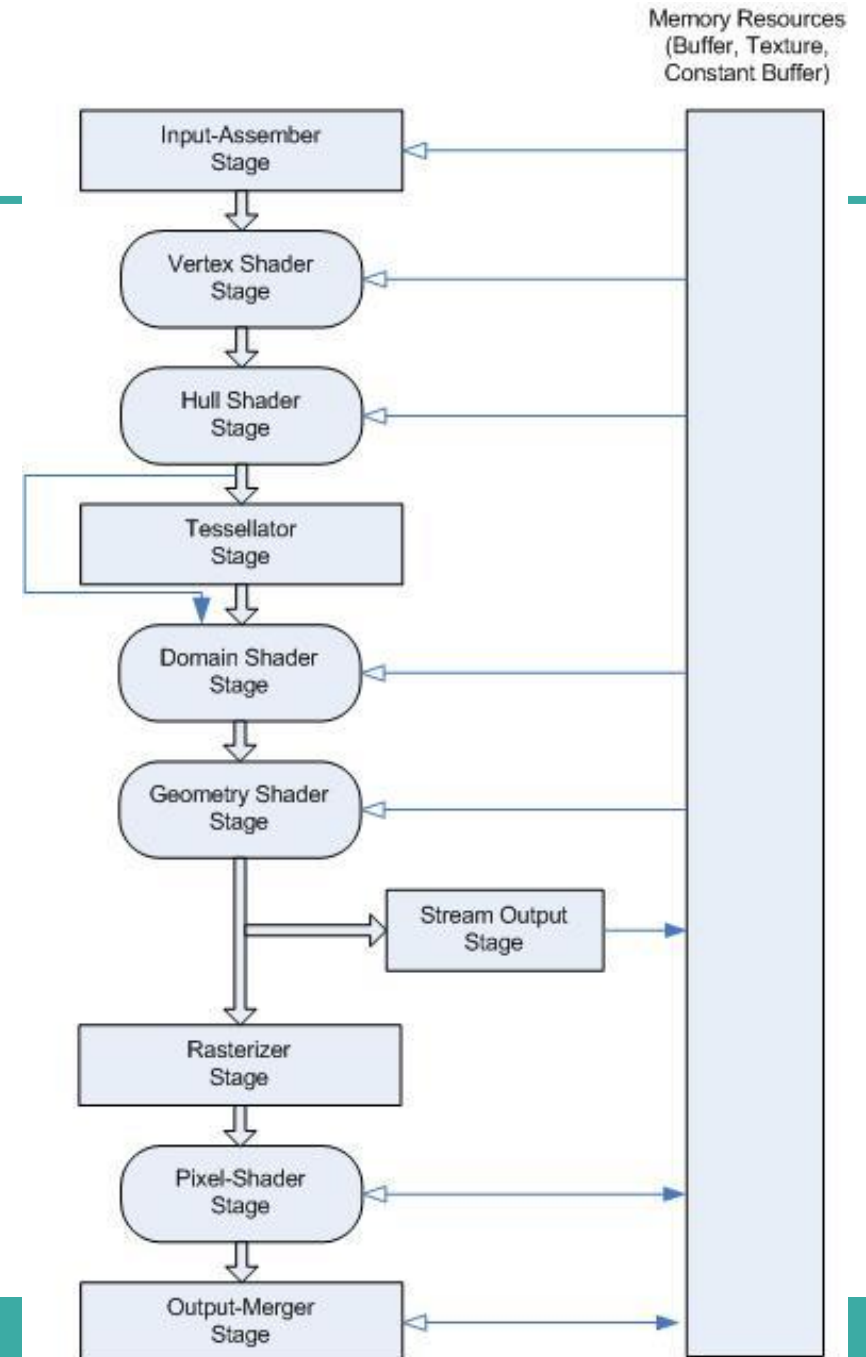 Memory Resources
(Buffer, Texture,
Constant Buffer)
Input-Assember
Stage
Vertex Shader
Stage
Hull Shader
Stage
Tessellator
Stage
Domain Shader
Stage
Geometry Shader
Stage
Stream Output
Stage
Rasterizer
Stage
Pixel-Shader
Stage
Output-Merger
Stage